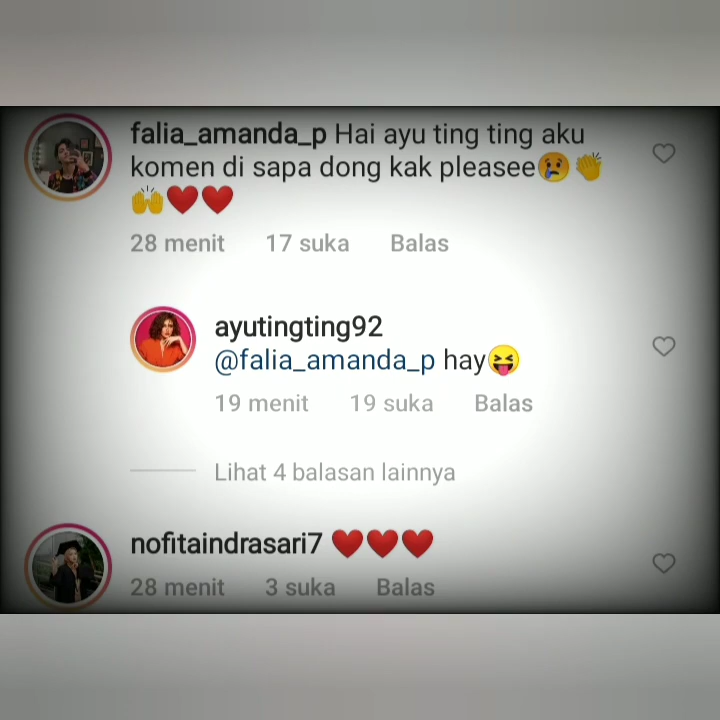 falia_amanda_p Hai ayu ting ting aku
komen di sapa dong kak pleasee😢👏
🙌❤️❤️
28 menit 17 suka Balas
ayutingting92
@falia_amanda_p hay😝
19 menit 19 suka Balas
Lihat 4 balasan lainnya
nofitaindrasari7 ❤️❤️❤️
28 menit 3 suka Balas